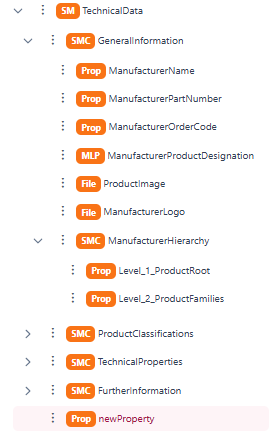 SM TechnicalData
SMC GeneralInformation
Prop ManufacturerName
Prop ManufacturerPartNumber
Prop ManufacturerOrderCode
MLP ManufacturerProductDesignation
File ProductImage
File ManufacturerLogo
SMC ManufacturerHierarchy
Prop Level_1_ProductRoot
Prop Level_2_ProductFamilies
SMC ProductClassifications
SMC TechnicalProperties
SMC FurtherInformation
Prop newProperty